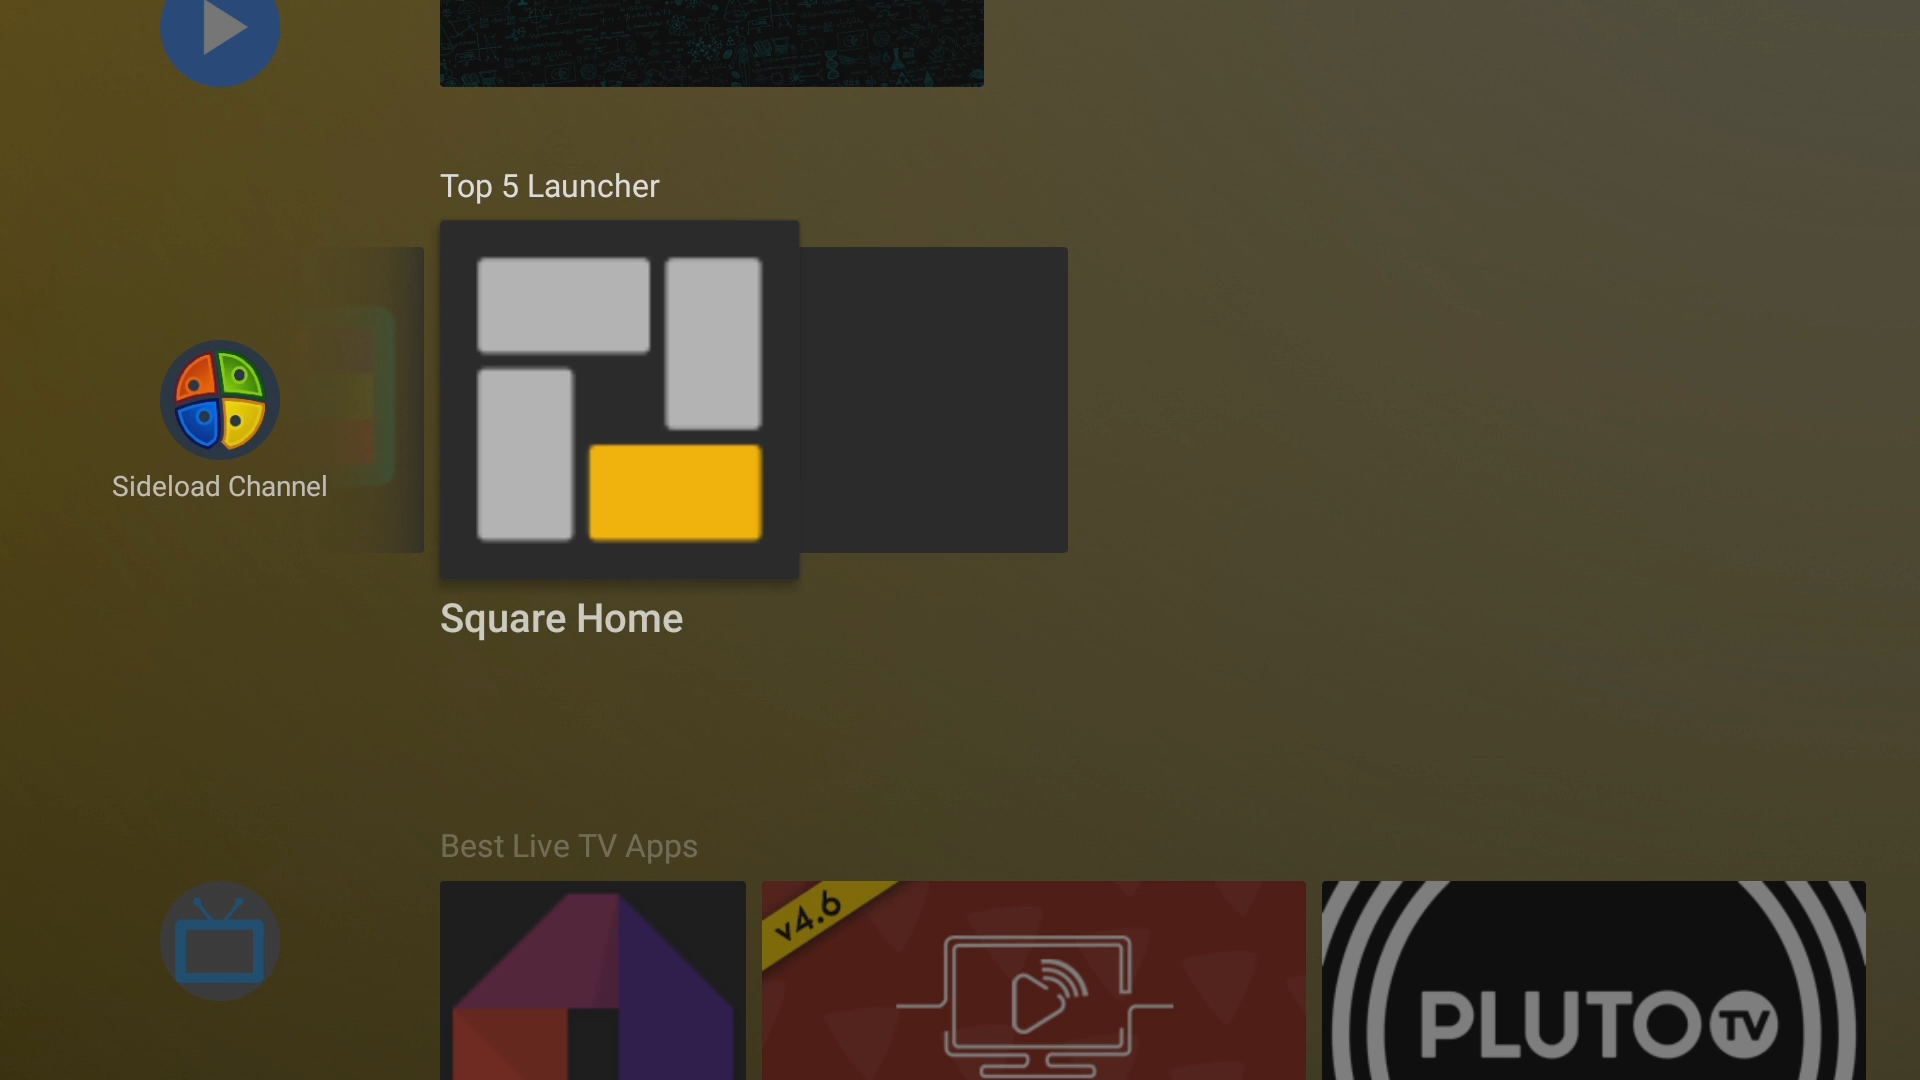 Top 5 Launcher
Sideload Channel
Square Home
Best Live TV Apps
v4.6
PLUTO TV